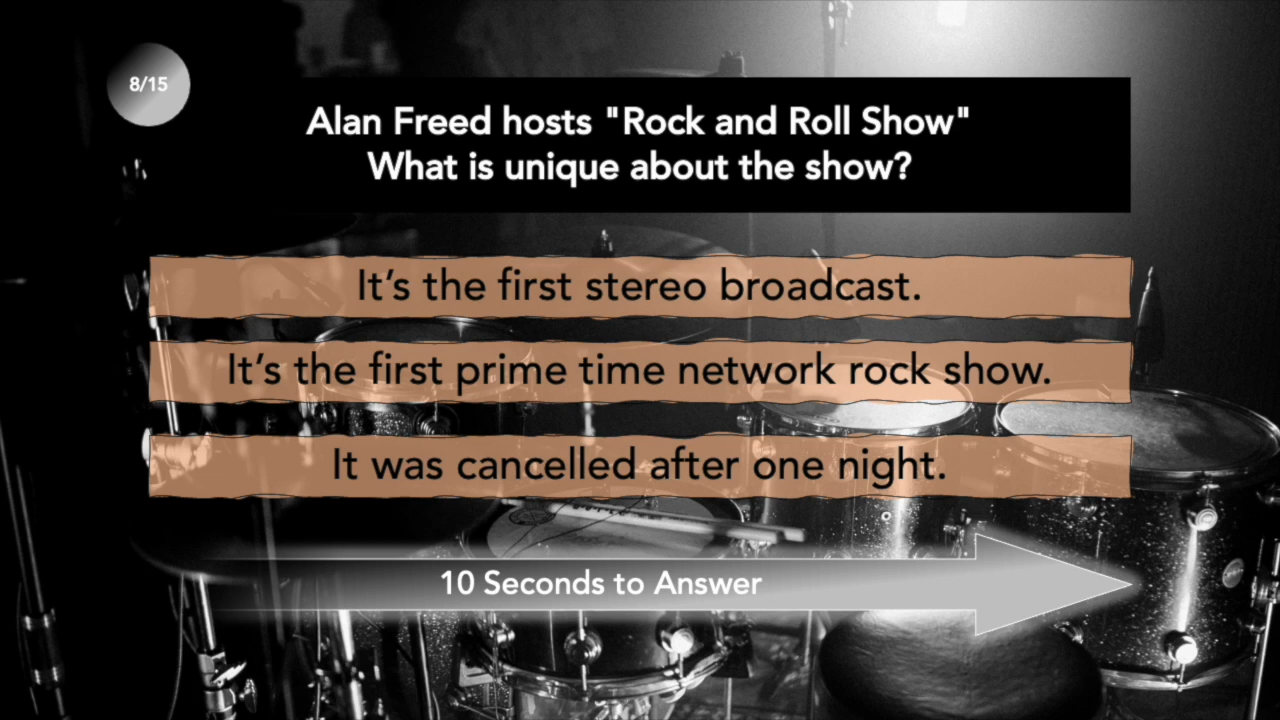 8/15
Alan Freed hosts "Rock and Roll Show"
What is unique about the show?
It’s the first stereo broadcast.
It’s the first prime time network rock show.
It was cancelled after one night.
10 Seconds to Answer